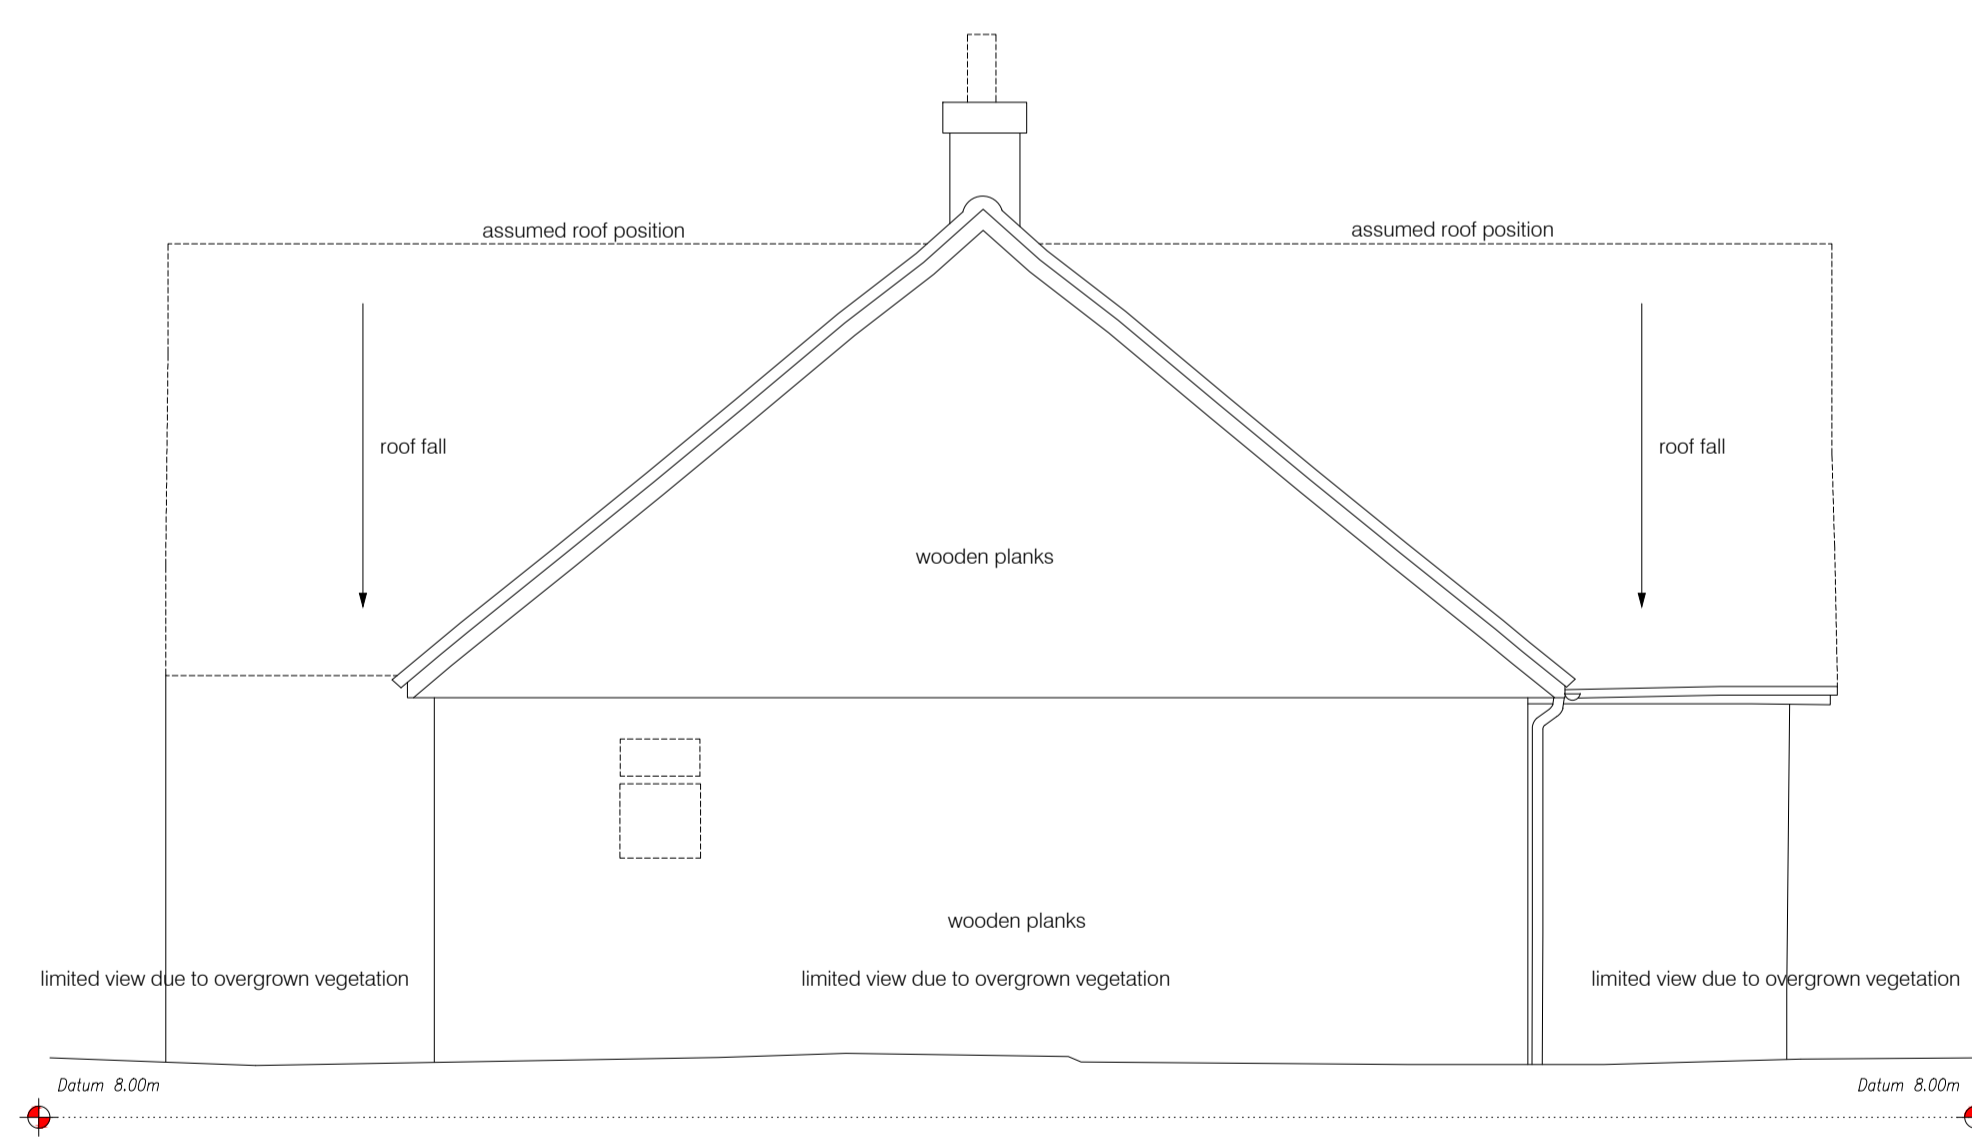 assumed roof position
assumed roof position
roof fall
roof fall
wooden planks
wooden planks
limited view due to overgrown vegetation
limited view due to overgrown vegetation
limited view due to overgrown vegetation
Datum 8.00m
Datum 8.00m